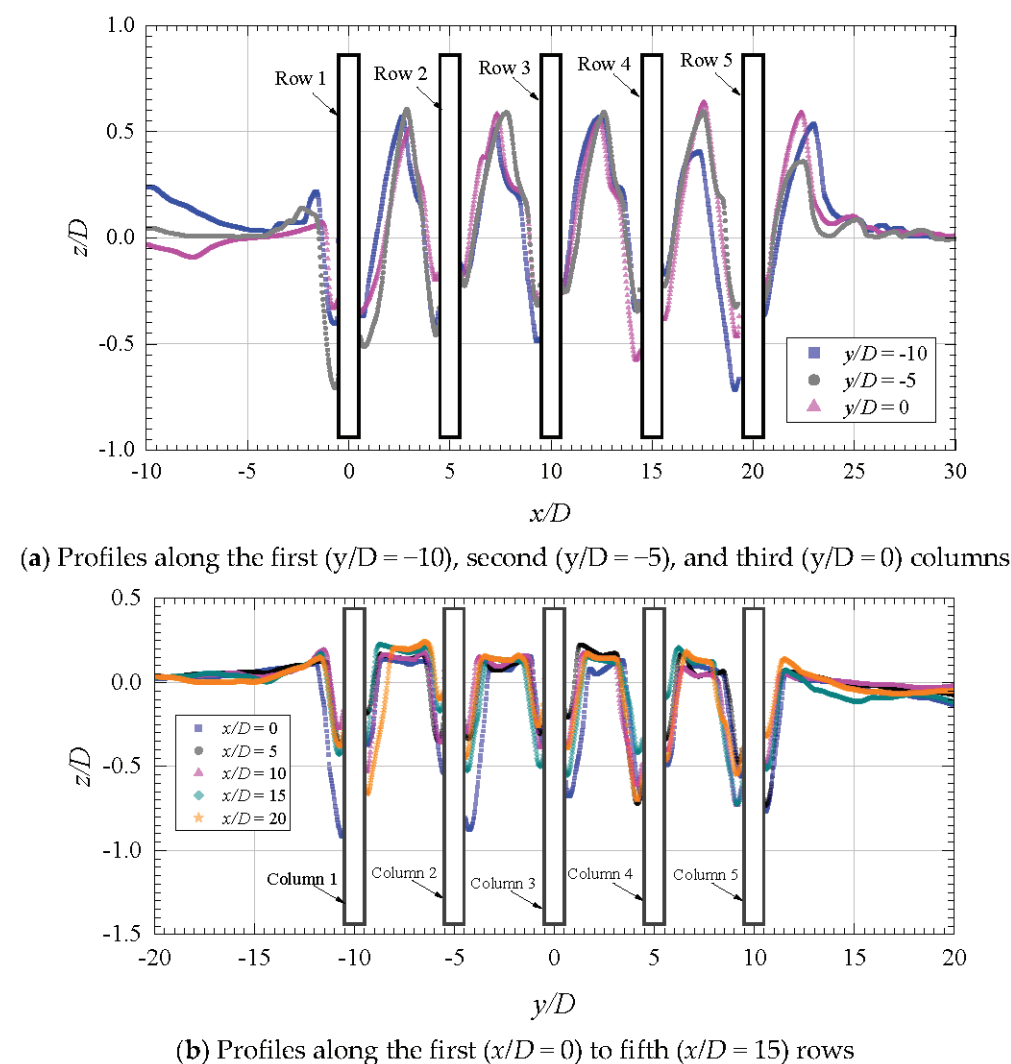 1.0
0.5
0.0
-0.5
-1.0
z/D
Row 1
Row 2
Row 3
Row 4
Row 5
y/D = -10
y/D = -5
y/D = 0
-10 -5 0 5 10 15 20 25 30
x/D
(a) Profiles along the first (y/D = −10), second (y/D = −5), and third (y/D = 0) columns
0.5
0.0
-0.5
-1.0
-1.5
z/D
x/D = 0
x/D = 5
x/D = 10
x/D = 15
x/D = 20
Column 1
Column 2
Column 3
Column 4
Column 5
-20 -15 -10 -5 0 5 10 15 20
y/D
(b) Profiles along the first (x/D = 0) to fifth (x/D = 15) rows